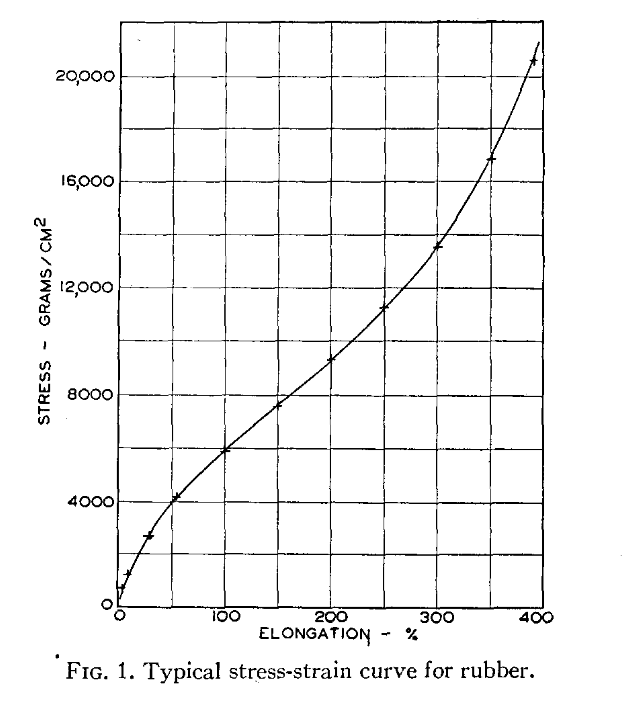 20,000
16,000
12,000
8000
4000
0
STRESS - GRAMS/CM2
0 100 200 300 400
ELONGATION - %
FIG. 1. Typical stress-strain curve for rubber.